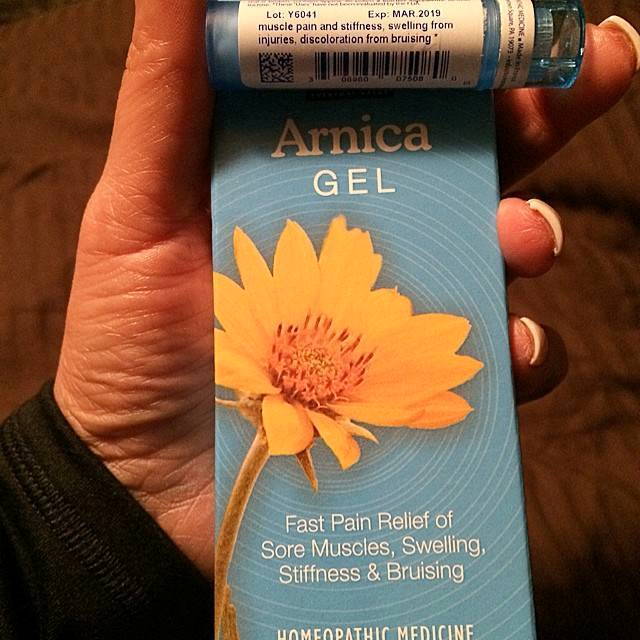 Lot: Y6041 Exp: MAR.2019
muscle pain and stiffness, swelling from
injuries, discoloration from bruising *
Arnica
GEL
Fast Pain Relief of
Sore Muscles, Swelling,
Stiffness & Bruising
HOMEOPATHIC MEDICINE